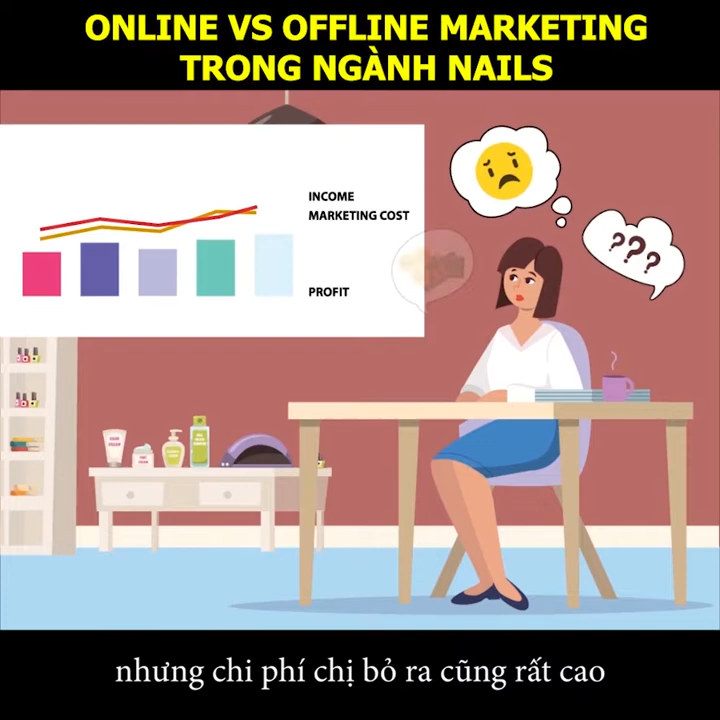 ONLINE VS OFFLINE MARKETING
TRONG NGÀNH NAILS
INCOME
MARKETING COST
PROFIT
???
nhưng chi phí chị bỏ ra cũng rất cao